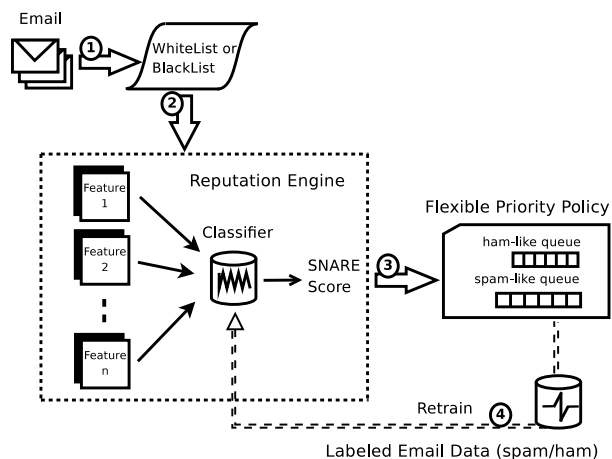 Email
1
WhiteList or
BlackList
2
Reputation Engine
Feature
1
Feature
2
Feature
n
Classifier
SNARE
Score
3
Flexible Priority Policy
ham-like queue
spam-like queue
Retrain
4
Labeled Email Data (spam/ham)